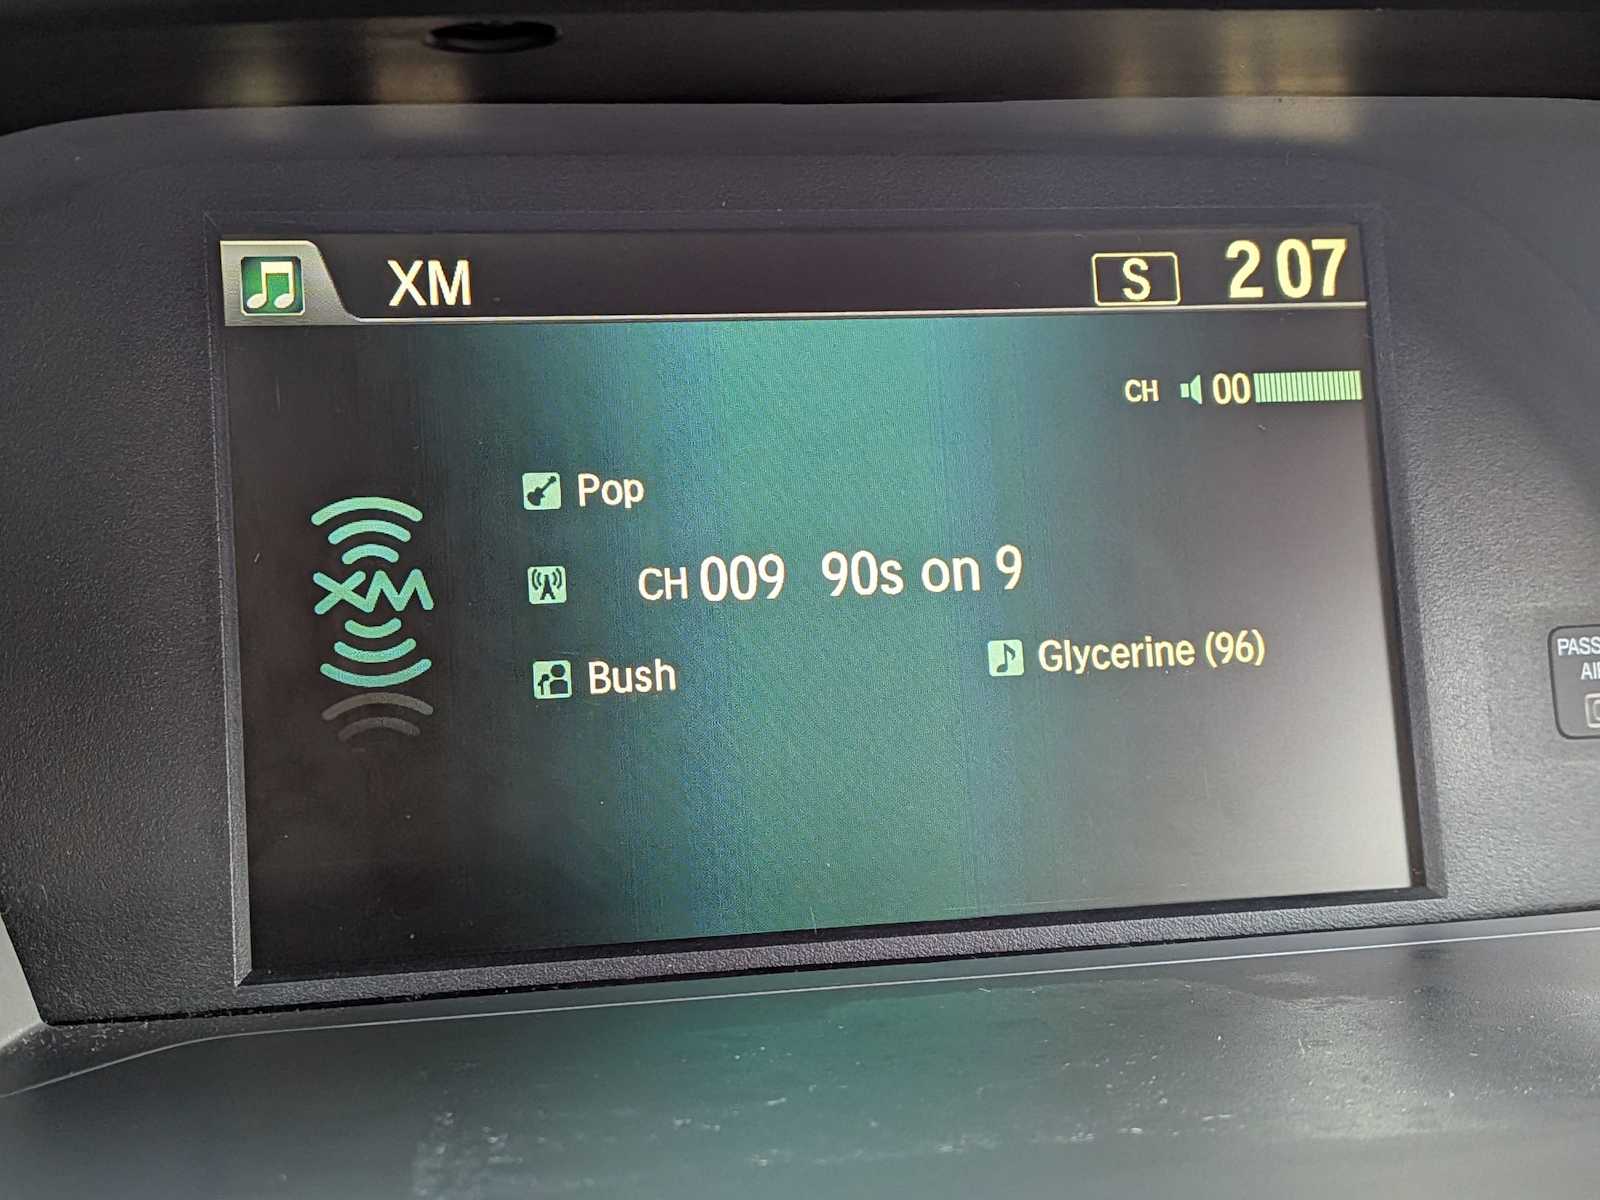 XM S 2 07
CH 00
Pop
XM
CH 009 90s on 9
Bush Glycerine (96)